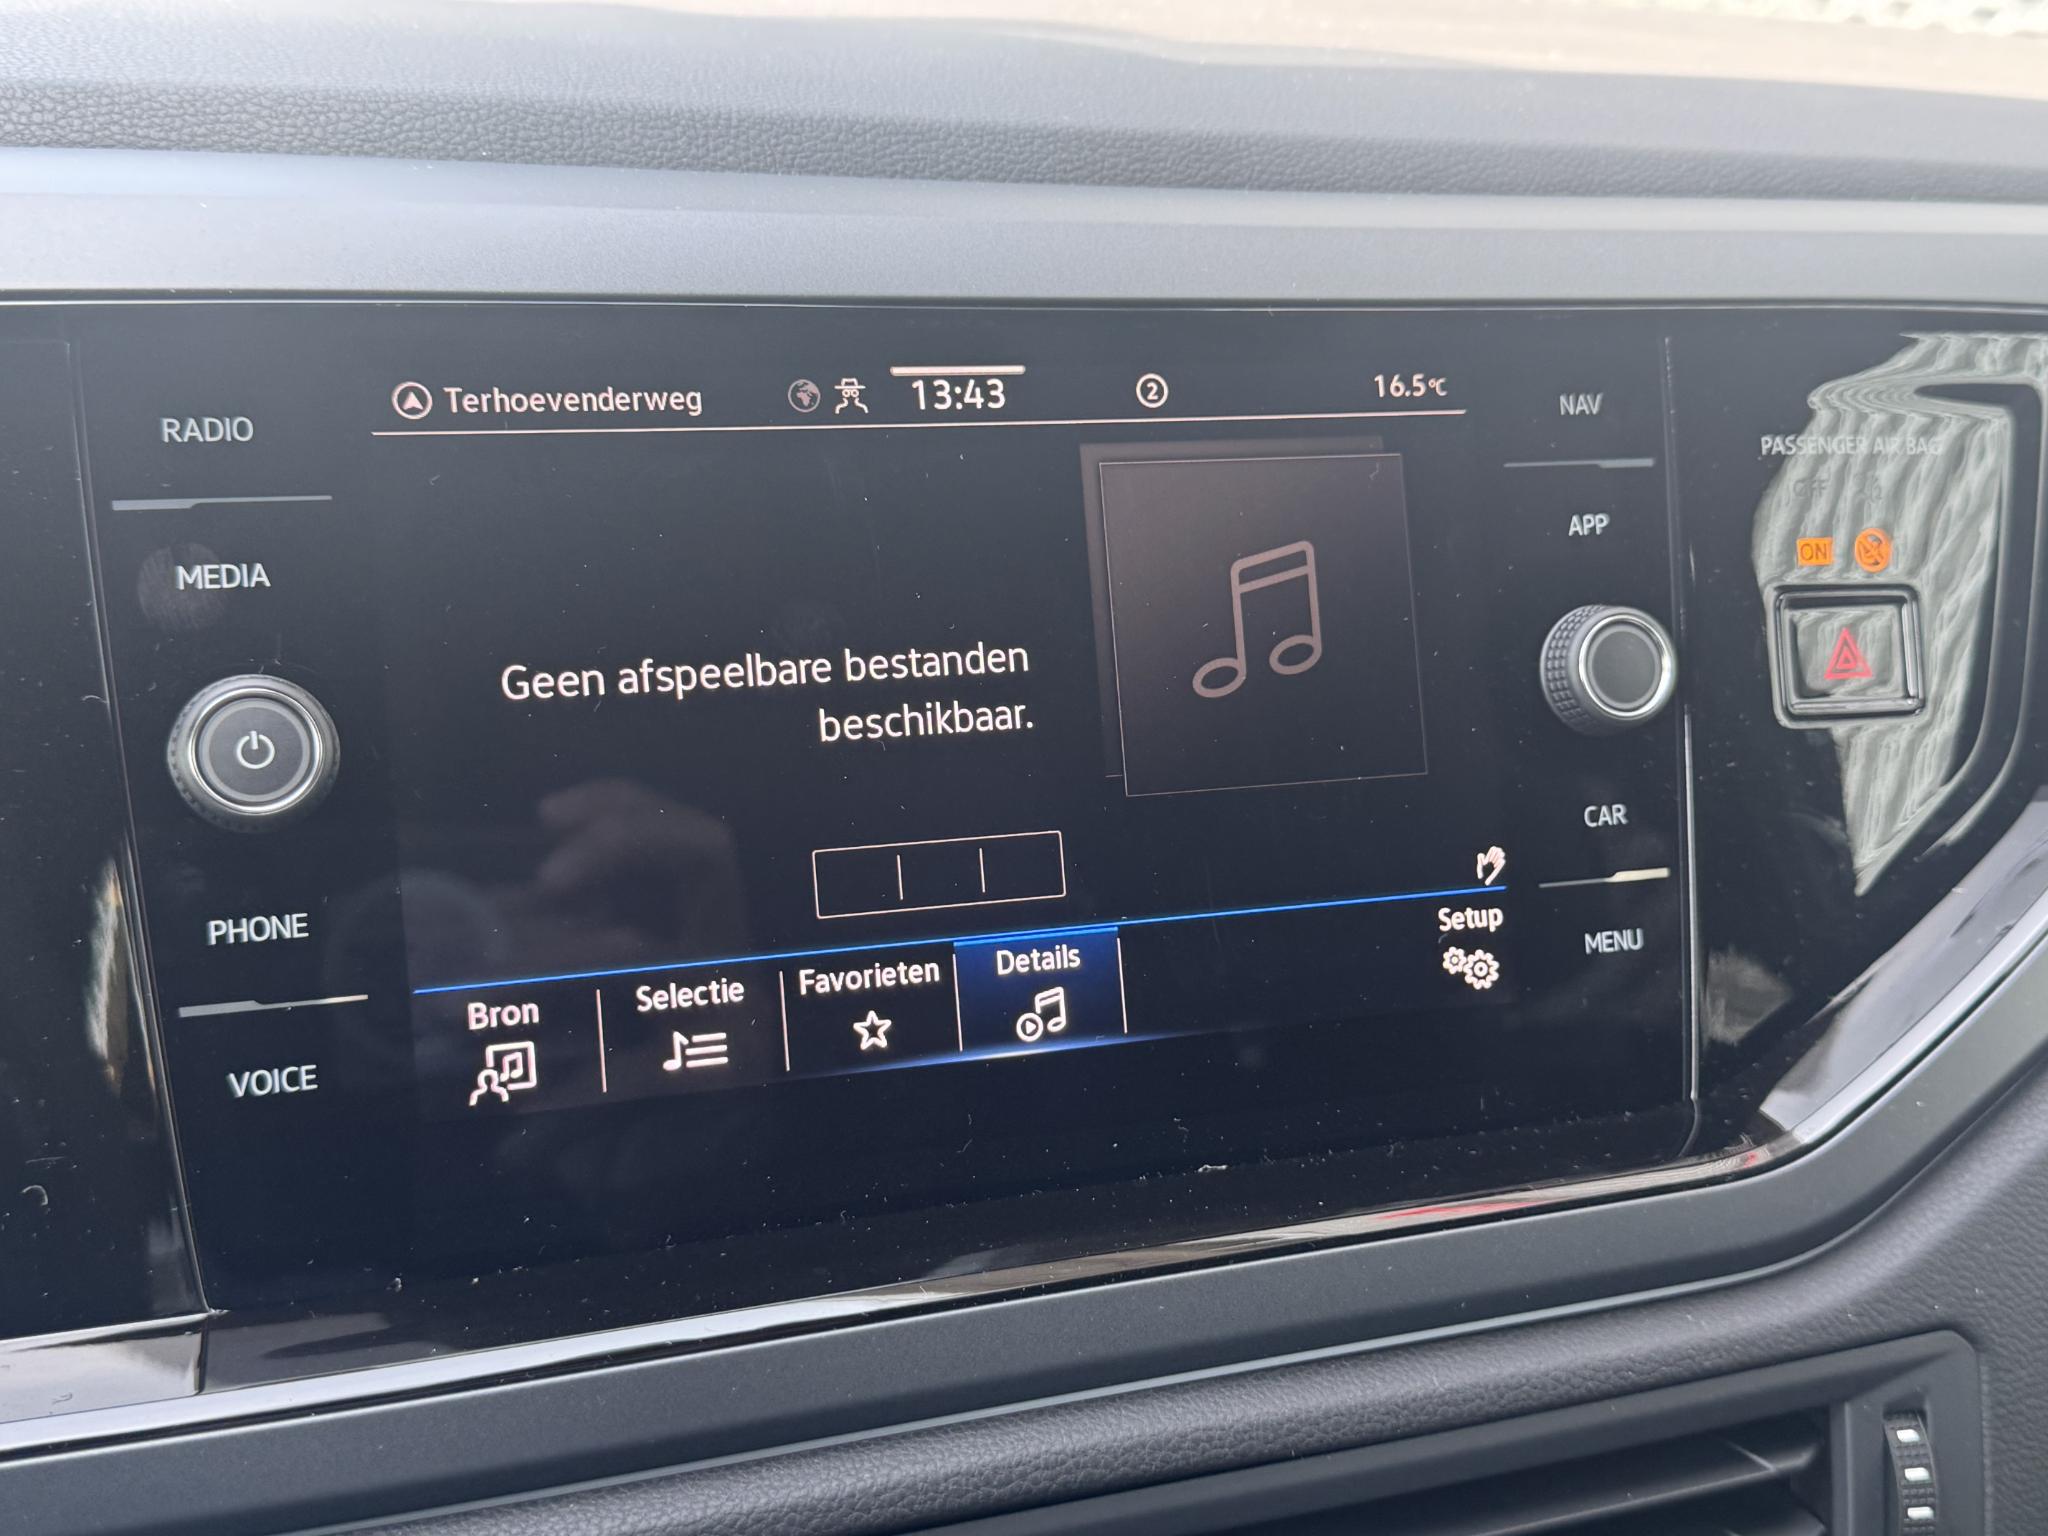 Terhoevenderweg 13:43 2 16.5°C
RADIO
MEDIA
PHONE
VOICE
Geen afspeelbare bestanden
beschikbaar.
Bron
Selectie
Favorieten
Details
Setup
NAV
APP
CAR
MENU
PASSENGER AIR BAG
OFF
ON